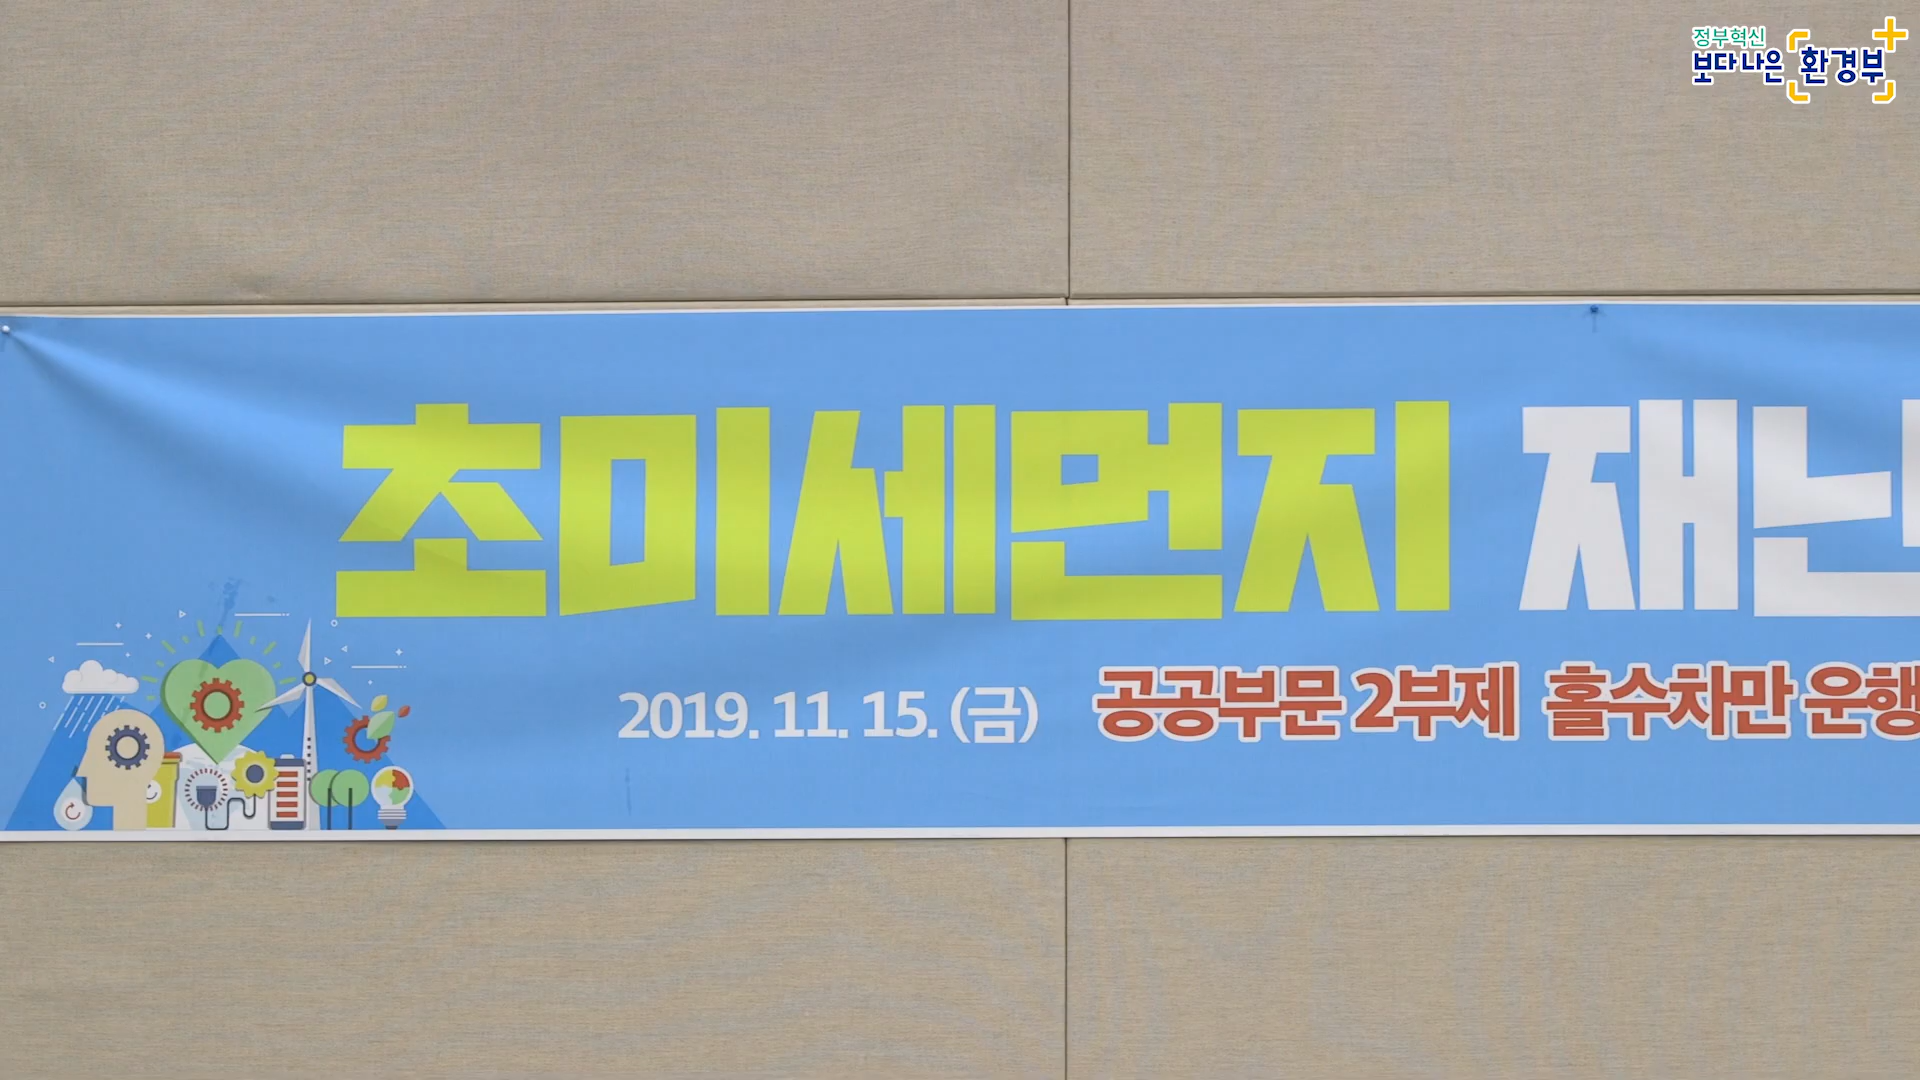 정부혁신
보다나은 환경부
초미세먼지 재난
2019. 11. 15. (금) 공공부문 2부제 홀수차만 운행